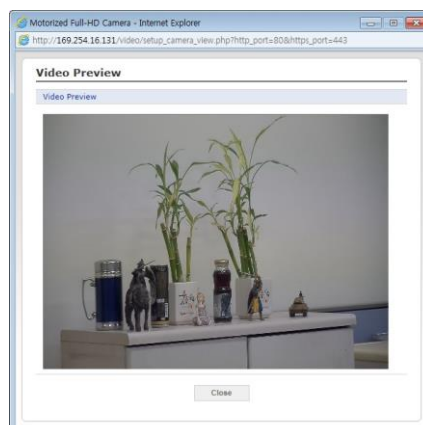 Motorized Full-HD Camera - Internet Explorer
http://169.254.16.131/video/setup_camera_view.php?http_port=80&https_port=443
Video Preview
Video Preview
Close